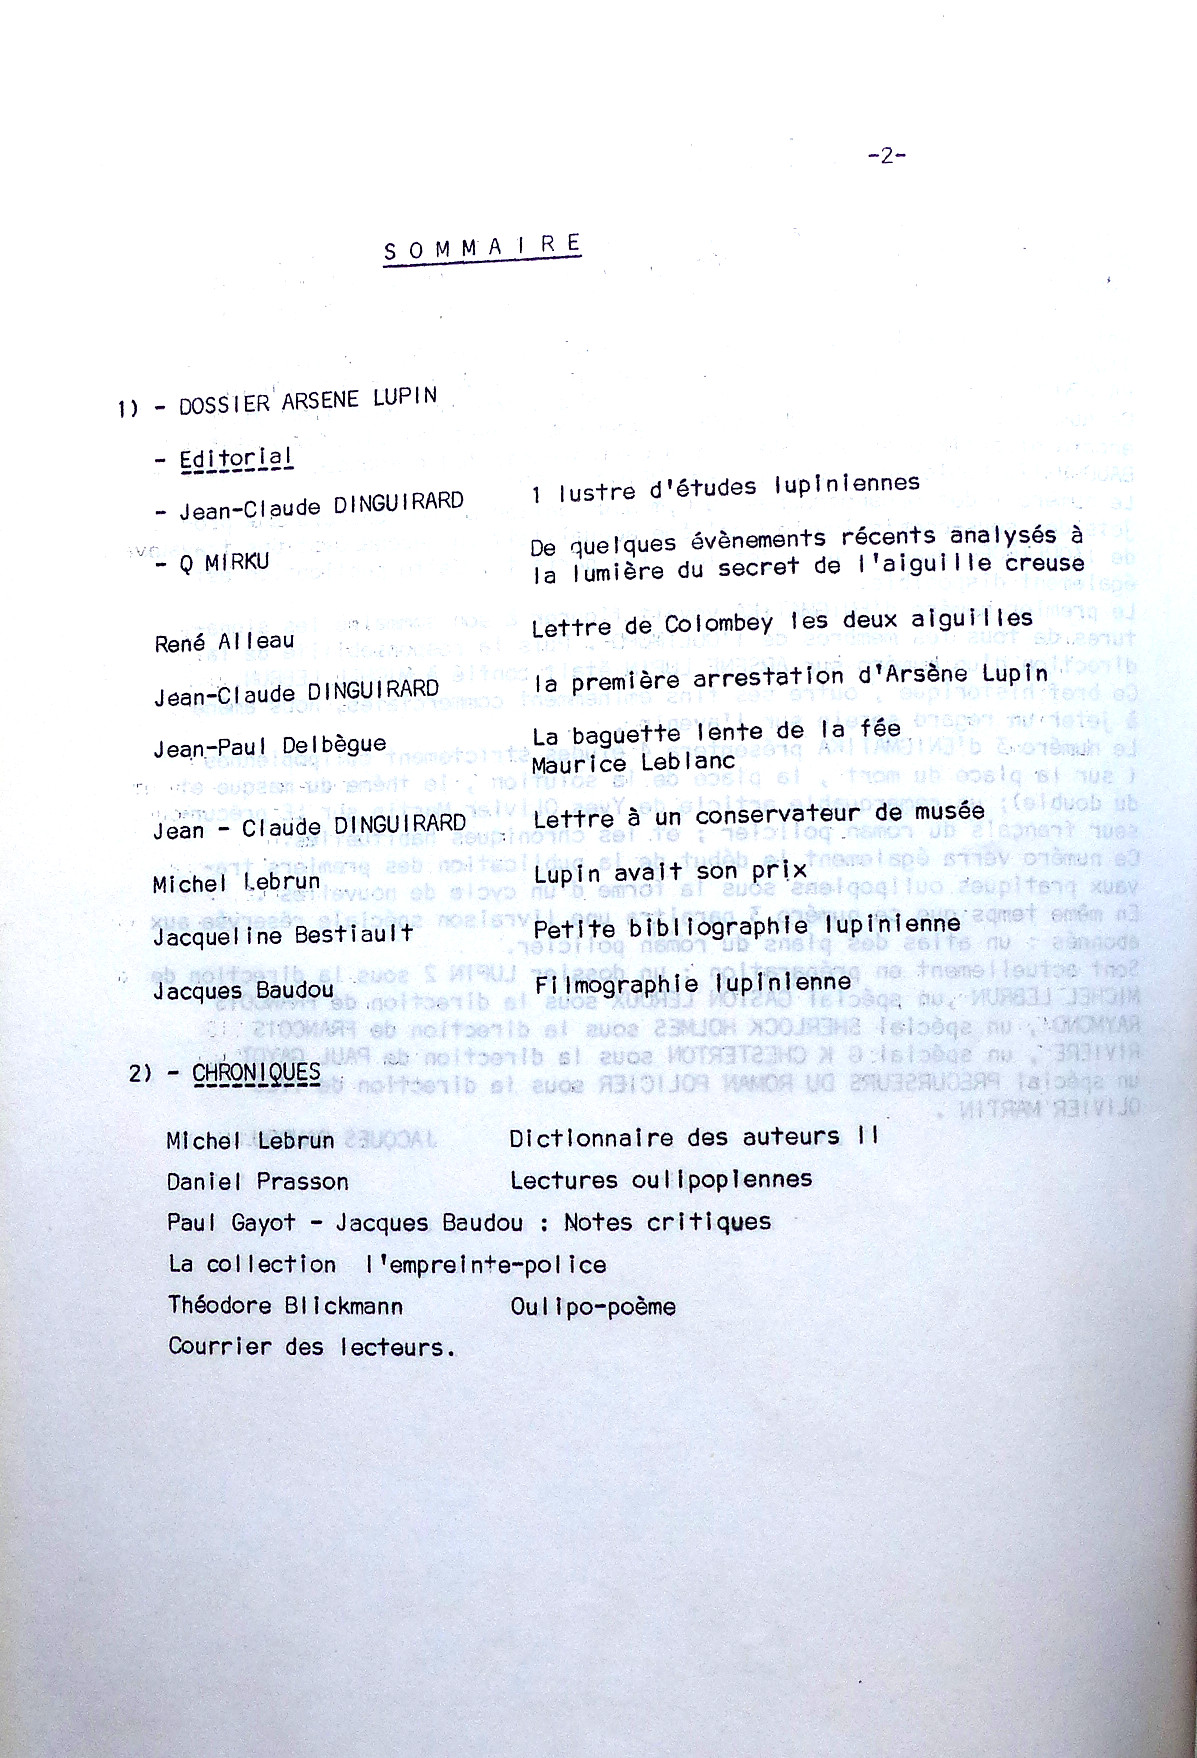 -2-
S O M M A I R E
1) - DOSSIER ARSENE LUPIN
- Editorial
- Jean-Claude DINGUIRARD 1 lustre d'études lupiniennes
- Q MIRKU De quelques évènements récents analysés à
la lumière du secret de l'aiguille creuse
René Alleau Lettre de Colombey les deux aiguilles
Jean-Claude DINGUIRARD la première arrestation d'Arsène Lupin
Jean-Paul Delbègue La baguette lente de la fée
Maurice Leblanc
Jean - Claude DINGUIRARD Lettre à un conservateur de musée
Michel Lebrun Lupin avait son prix
Jacqueline Bestiault Petite bibliographie lupinienne
Jacques Baudou Filmographie lupinienne
2) - CHRONIQUES
Michel Lebrun Dictionnaire des auteurs II
Daniel Prasson Lectures oulipopiennes
Paul Gayot - Jacques Baudou : Notes critiques
La collection l'empreinte-police
Théodore Blickmann Oulipo-poème
Courrier des lecteurs.